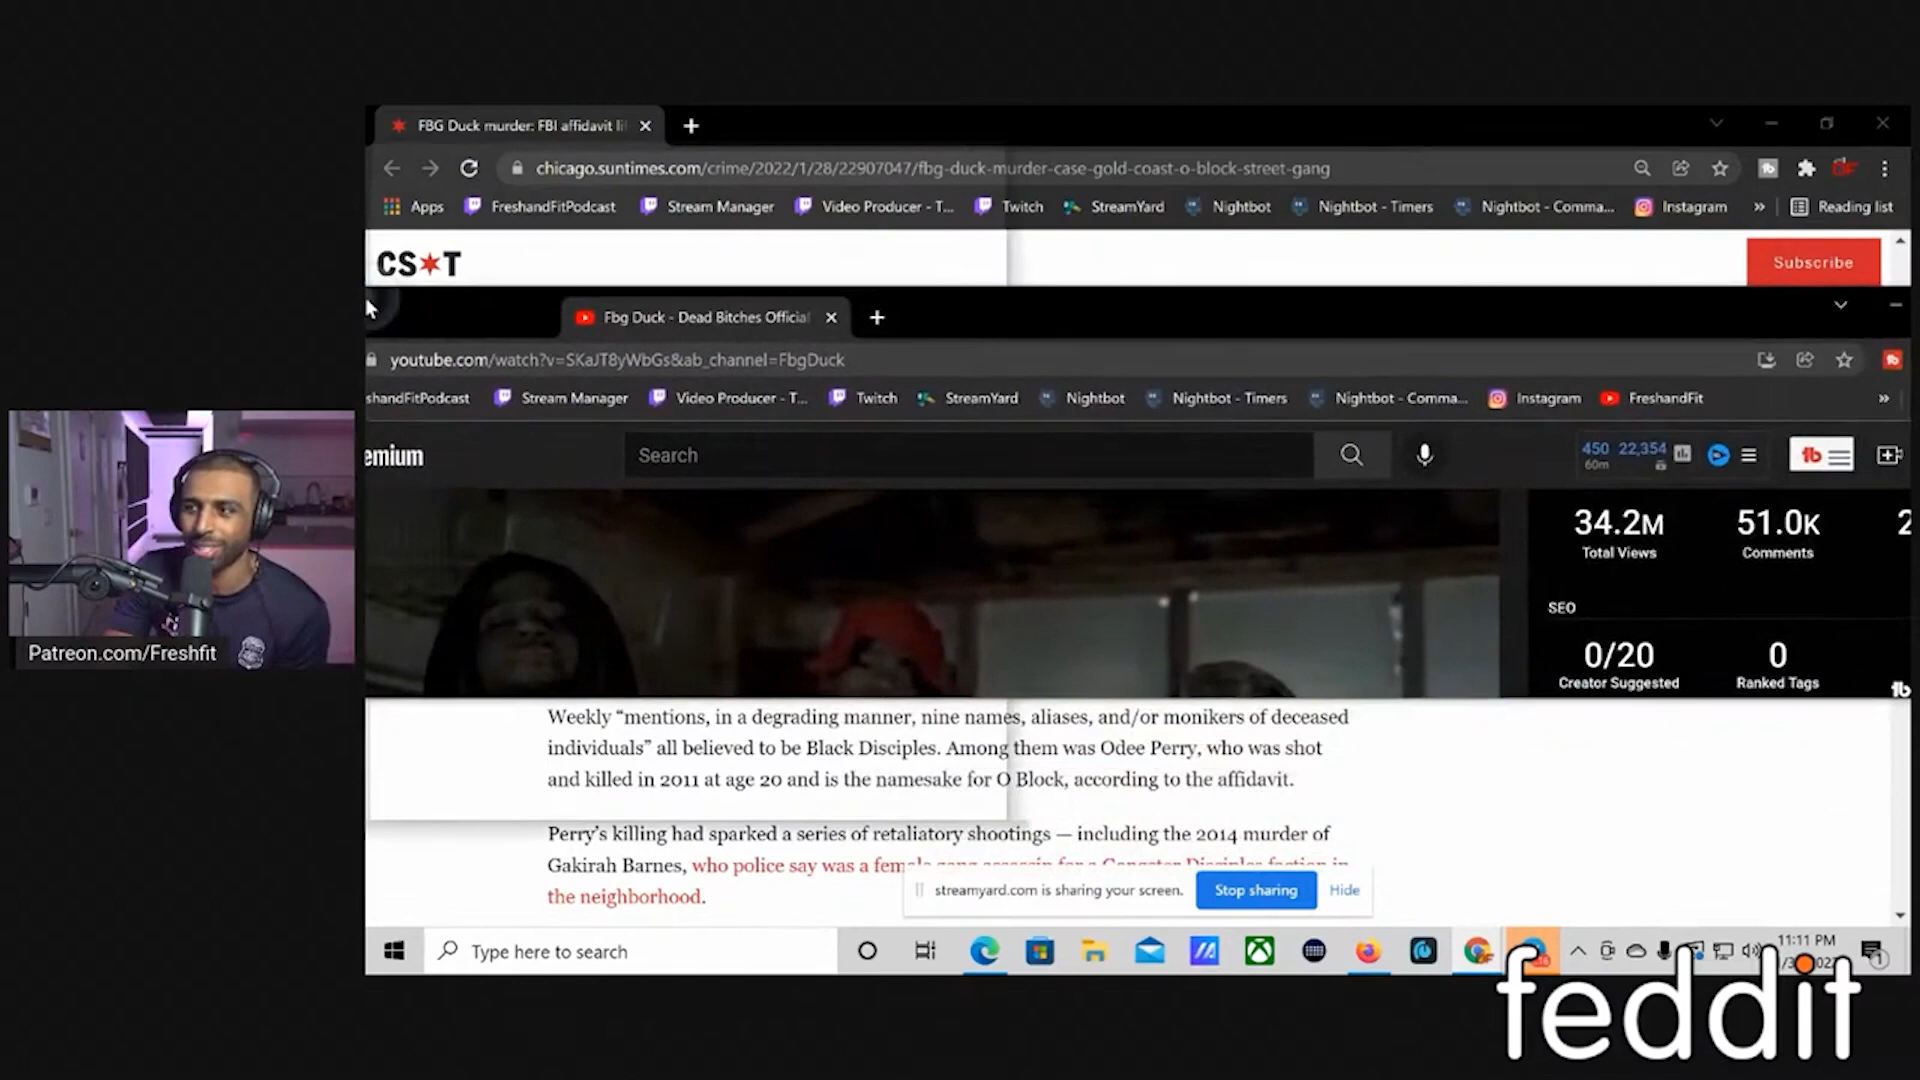 FBG Duck murder: FBI affidavit li
chicago.suntimes.com/crime/2022/1/28/22907047/fbg-duck-murder-case-gold-coast-o-block-street-gang
Apps FreshandFitPodcast Stream Manager Video Producer - T... Twitch StreamYard Nightbot Nightbot - Timers Nightbot - Comma... Instagram » Reading list
CS T
Subscribe
Fbg Duck - Dead Bitches Official
youtube.com/watch?v=SKaJT8yWbGs&ab_channel=FbgDuck
shandFitPodcast Stream Manager Video Producer - T... Twitch StreamYard Nightbot Nightbot - Timers Nightbot - Comma... Instagram FreshandFit »
emium
Search
450 22,354
60m
34.2M 51.0K 2
Total Views Comments
SEO
0/20 0
Creator Suggested Ranked Tags
Patreon.com/Freshfit
Weekly “mentions, in a degrading manner, nine names, aliases, and/or monikers of deceased
individuals” all believed to be Black Disciples. Among them was Odee Perry, who was shot
and killed in 2011 at age 20 and is the namesake for O Block, according to the affidavit.
Perry’s killing had sparked a series of retaliatory shootings — including the 2014 murder of
Gakirah Barnes, who police say was a female gang assassin for a Gangster Disciples faction in
the neighborhood.
streamyard.com is sharing your screen. Stop sharing Hide
Type here to search
11:11 PM
feddit